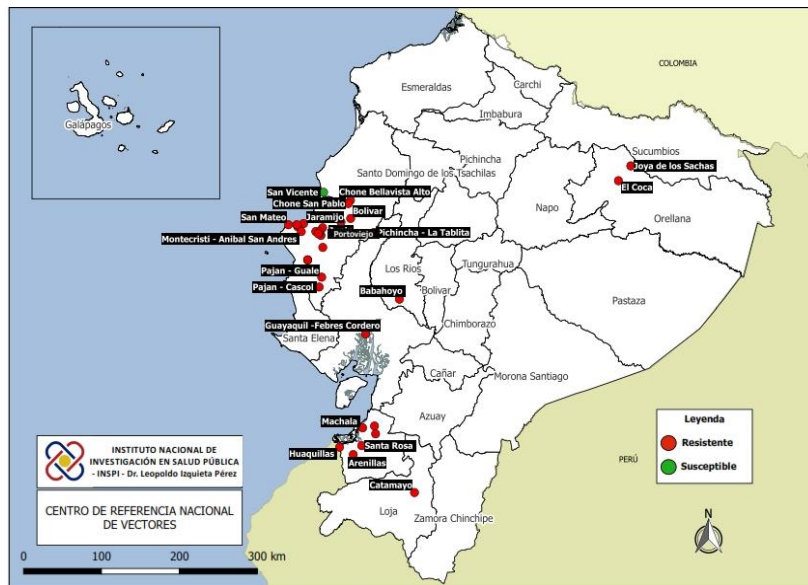 COLOMBIA
Esmeraldas
Carchi
Imbabura
Galápagos
Pichincha
Sucumbios
Santo Domingo de los Tsachilas
Joya de los Sachas
San Vicente
Chone Bellavista Alto
El Coca
Chone San Pablo
Napo
Bolivar
Orellana
San Mateo
Jaramijo
Portoviejo
Pichincha - La Tablita
Montecristi - Anibal San Andres
Pajan - Guale
Los Rios
Tungurahua
Pajan - Cascol
Babahoyo
Bolivar
Pastaza
Guayaquil -Febres Cordero
Chimborazo
Santa Elena
Cañar
Morona Santiago
Azuay
Machala
Leyenda
Resistente
Susceptible
Huaquillas
Santa Rosa
Arenillas
PERÚ
Catamayo
Loja
Zamora Chinchipe
N
INSTITUTO NACIONAL DE
INVESTIGACIÓN EN SALUD PÚBLICA
- INSPI - Dr. Leopoldo Izquieta Pérez
CENTRO DE REFERENCIA NACIONAL
DE VECTORES
0 100 200 300 km